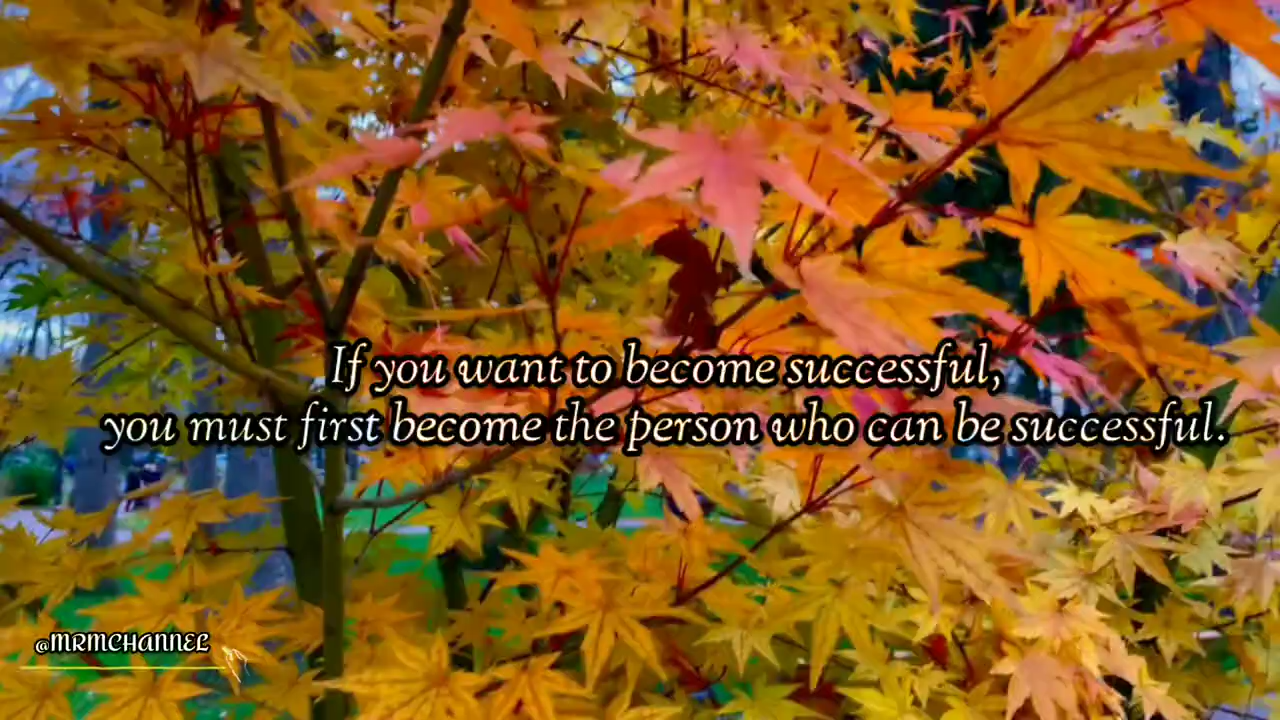 If you want to become successful,
you must first become the person who can be successful.
@MRMCHANNEL